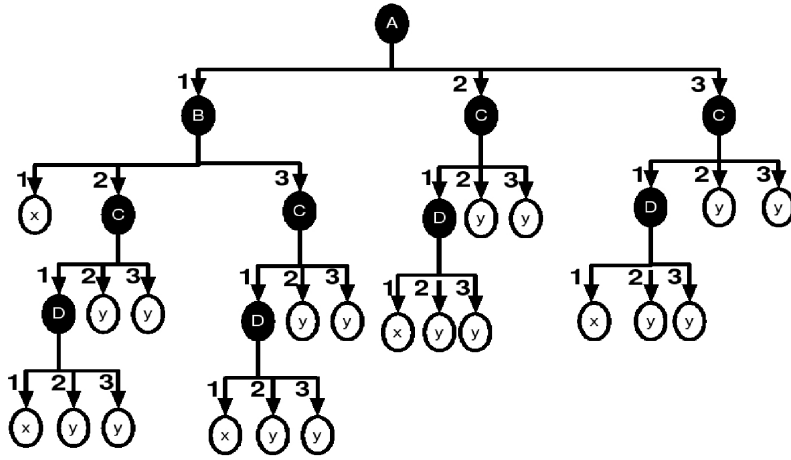 A
1 2 3
B C C
1 2 3 1 2 3 1 2 3
x C C D y y D y y
1 2 3 1 2 3 1 2 3 1 2 3
D y y D y y x y y x y y
1 2 3 1 2 3
x y y x y y